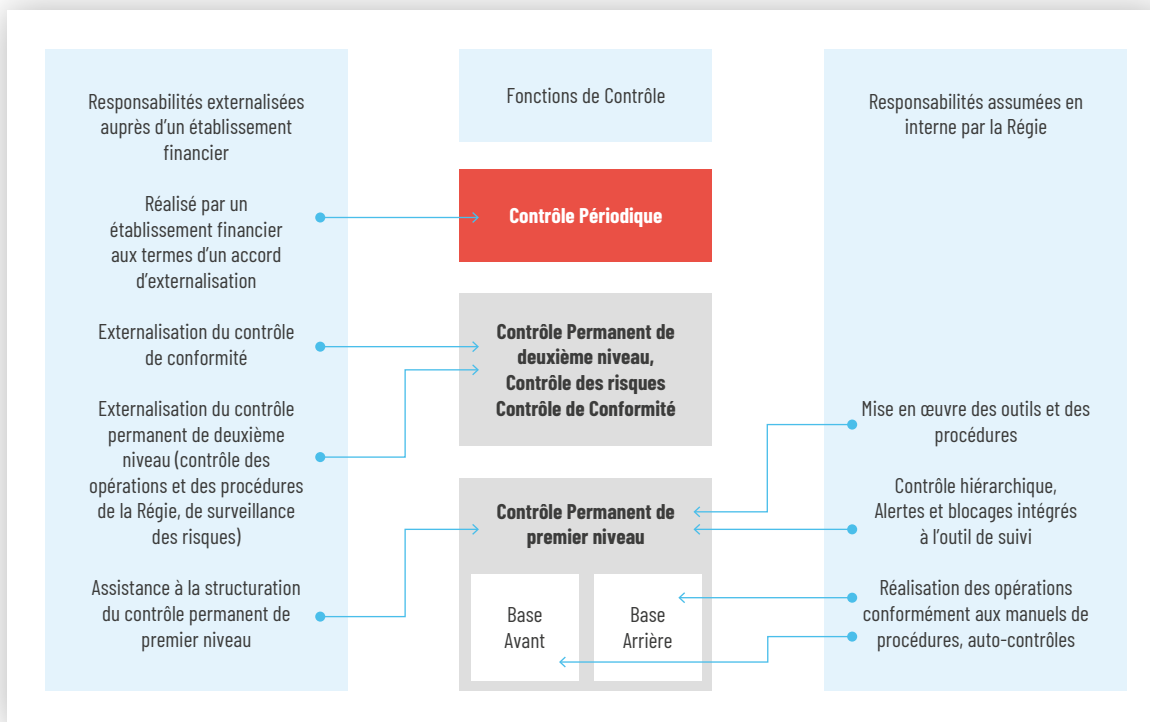 Responsabilités externalisées
auprès d'un établissement
financier
Réalisé par un
établissement financier
aux termes d'un accord
d'externalisation
Externalisation du contrôle
de conformité
Externalisation du contrôle
permanent de deuxième
niveau (contrôle des
opérations et des procédures
de la Régie, de surveillance
des risques)
Assistance à la structuration
du contrôle permanent de
premier niveau
Fonctions de Contrôle
Contrôle Périodique
Contrôle Permanent de
deuxième niveau,
Contrôle des risques
Contrôle de Conformité
Contrôle Permanent de
premier niveau
Base
Avant
Base
Arrière
Responsabilités assumées en
interne par la Régie
Mise en œuvre des outils et des
procédures
Contrôle hiérarchique,
Alertes et blocages intégrés
à l'outil de suivi
Réalisation des opérations
conformément aux manuels de
procédures, auto-contrôles